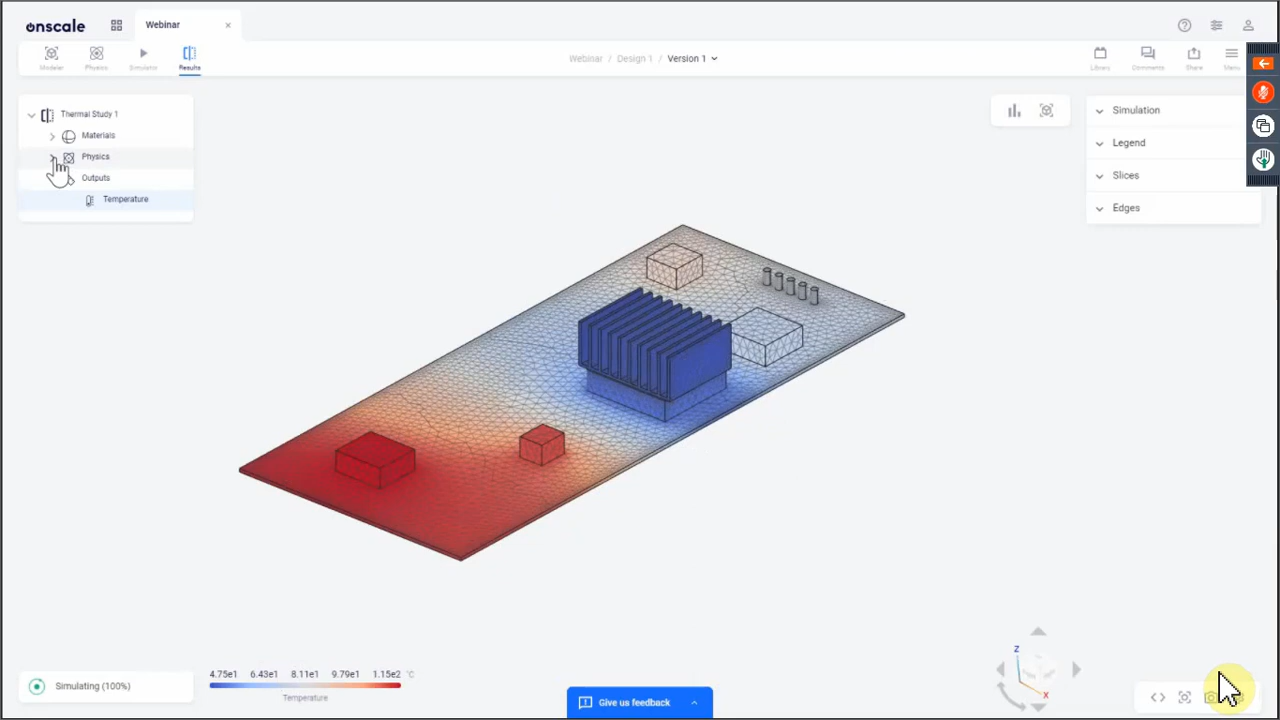 onscale
Webinar
Modeler
Physics
Simulator
Results
Webinar / Design 1 / Version 1
Library
Comments
Share
Menu
Thermal Study 1
Materials
Physics
Outputs
Temperature
Simulation
Legend
Slices
Edges
Simulating (100%)
4.75e1 6.43e1 8.11e1 9.79e1 1.15e2 °C
Temperature
Give us feedback
Z
X